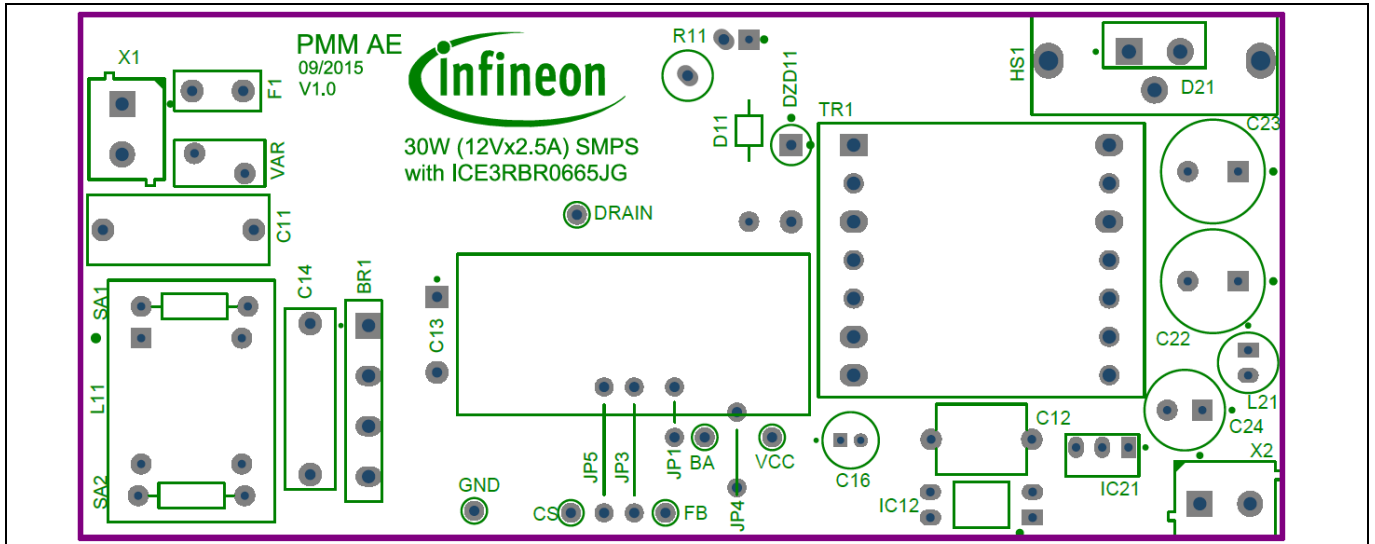 X1
PMM AE
09/2015
V1.0
F1
infineon
30W (12Vx2.5A) SMPS
with ICE3RBR0665JG
R11
D11
DZD11
TR1
HS1
D21
C23
VAR
C11
DRAIN
SA1
L11
SA2
C14
BR1
C13
C22
L21
C24
C12
X2
JP5
JP3
JP1
BA
JP4
VCC
C16
IC21
IC12
GND
CS
FB